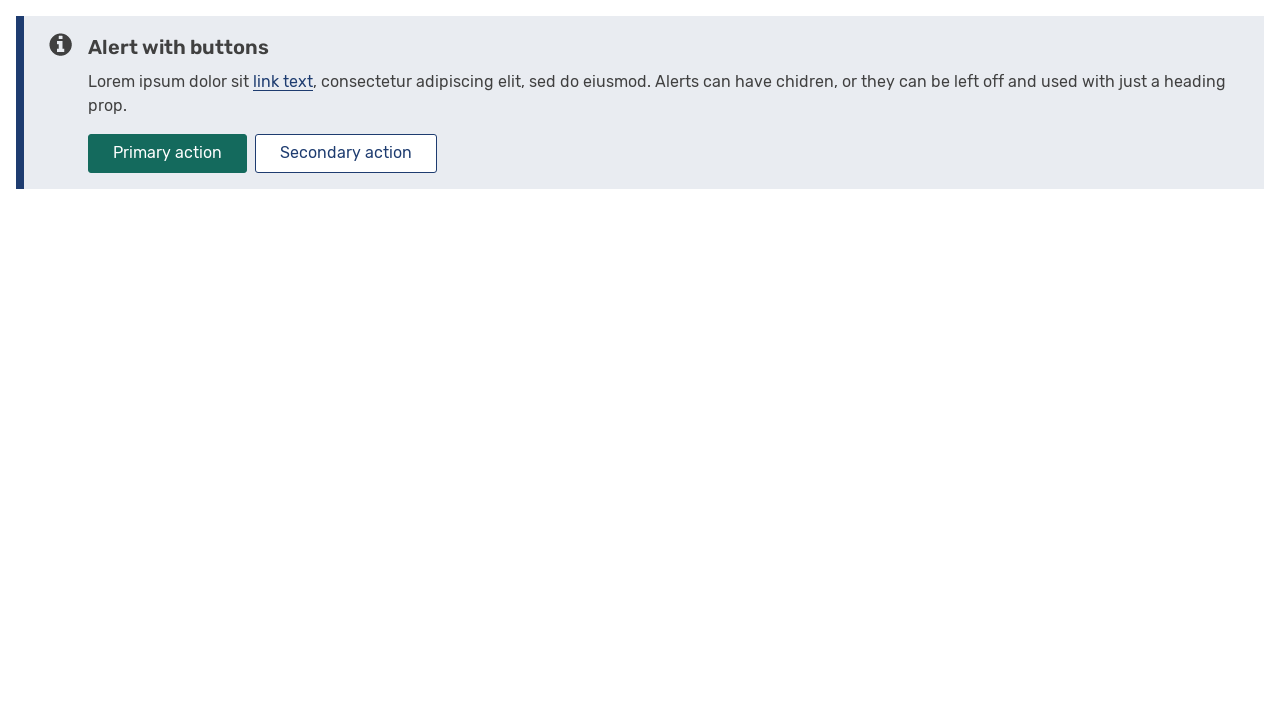 Alert with buttons
Lorem ipsum dolor sit link text, consectetur adipiscing elit, sed do eiusmod. Alerts can have chidren, or they can be left off and used with just a heading
prop.
Primary action Secondary action